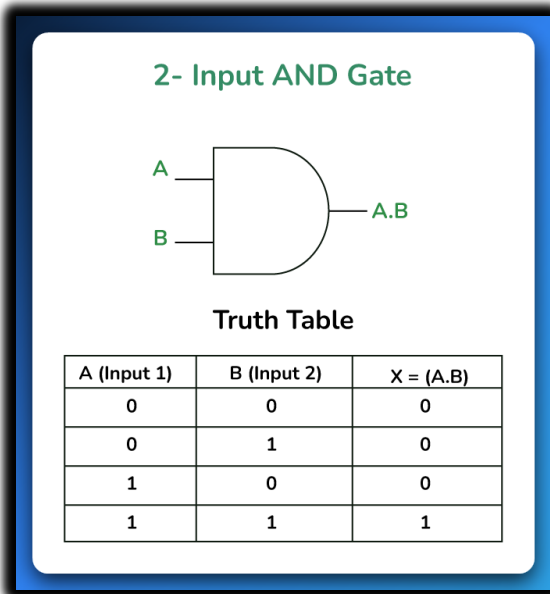 2- Input AND Gate
A
A.B
B
Truth Table
A (Input 1) B (Input 2) X = (A.B)
0 0 0
0 1 0
1 0 0
1 1 1